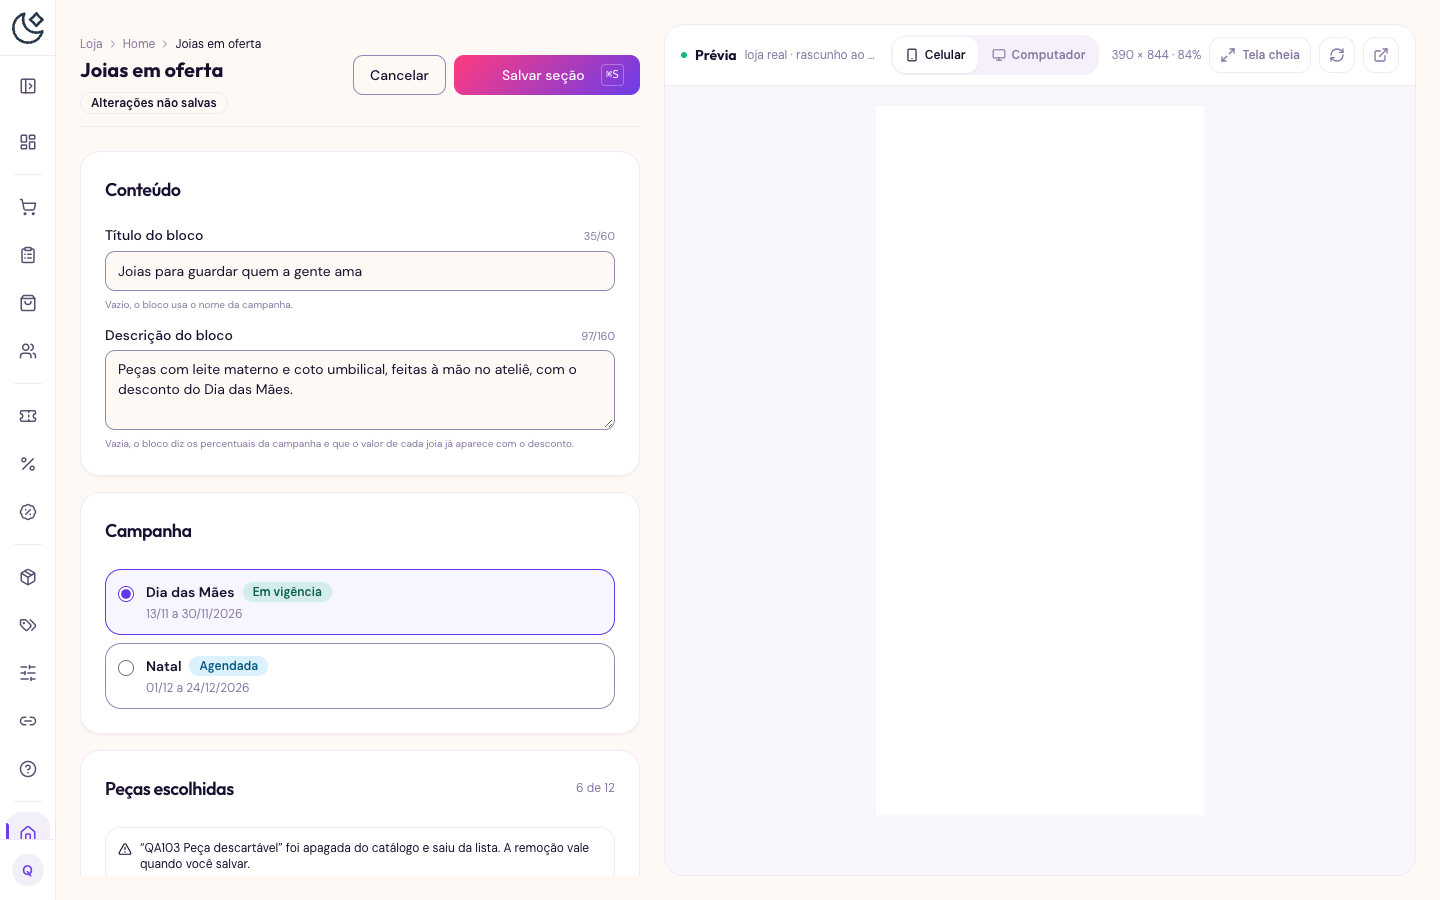 Loja > Home > Joias em oferta
Joias em oferta
Alterações não salvas
Cancelar
Salvar seção ⌘S
Conteúdo
Título do bloco
35/60
Joias para guardar quem a gente ama
Vazio, o bloco usa o nome da campanha.
Descrição do bloco
97/160
Peças com leite materno e coto umbilical, feitas à mão no ateliê, com o
desconto do Dia das Mães.
Vazia, o bloco diz os percentuais da campanha e que o valor de cada joia já aparece com o desconto.
Campanha
Dia das Mães Em vigência
13/11 a 30/11/2026
Natal Agendada
01/12 a 24/12/2026
Peças escolhidas
6 de 12
“QA103 Peça descartável” foi apagada do catálogo e saiu da lista. A remoção vale
quando você salvar.
Q
Prévia loja real · rascunho ao ...
Celular
Computador
390 × 844 · 84%
Tela cheia